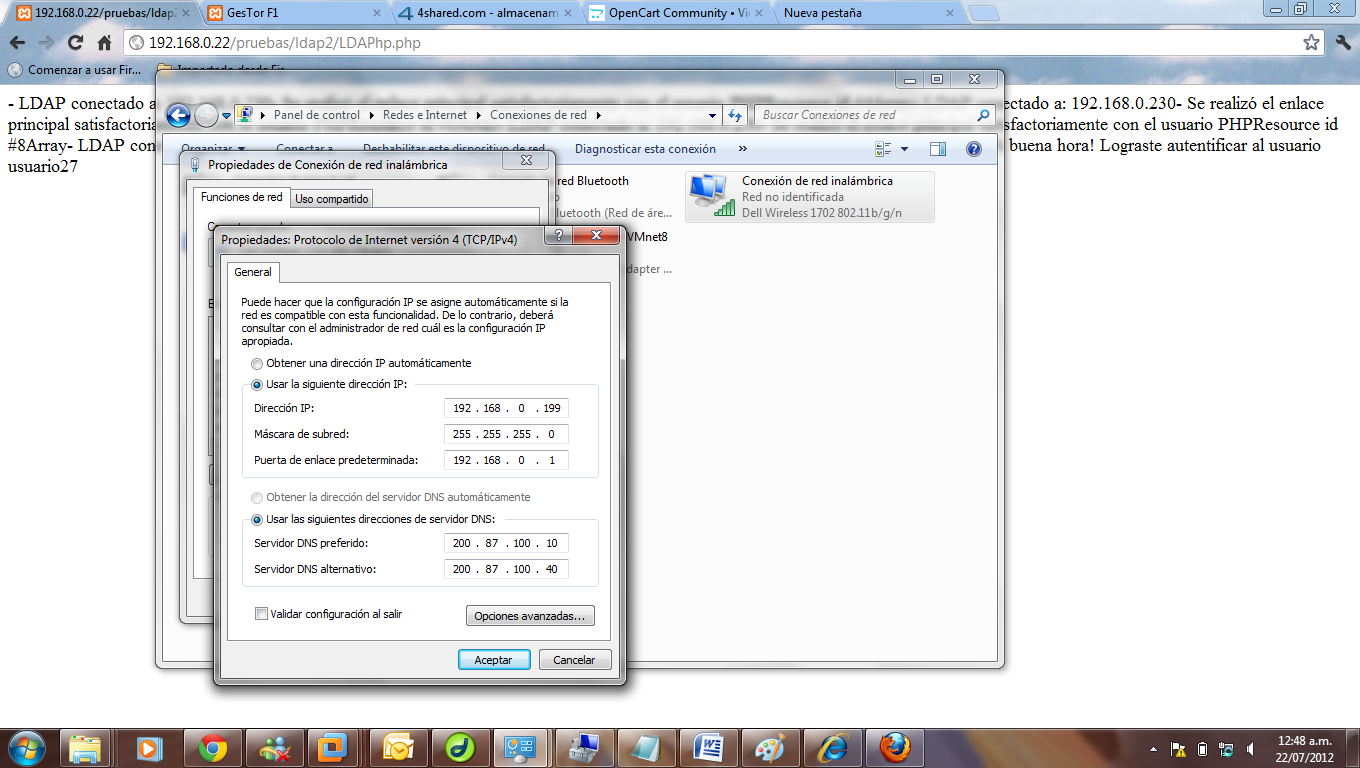 192.168.0.22/pruebas/ldap2
GesTor F1
4shared.com - almacenam
OpenCart Community • Vi
Nueva pestaña
192.168.0.22/pruebas/ldap2/LDAPhp.php
Comenzar a usar Fir...
Importado desde Fir
- LDAP conectado a:
nectado a: 192.168.0.230- Se realizó el enlace
principal satisfactoria
sfactoriamente con el usuario PHPResource id
#8Array- LDAP con
buena hora! Lograste autentificar al usuario
usuario27
Panel de control
Redes e Internet
Conexiones de red
Buscar Conexiones de red
Organizar
Conectar a
Deshabilitar este dispositivo de red
Diagnosticar esta conexión
»
red Bluetooth
luetooth (Red de áre...
VMnet8
dapter ...
Conexión de red inalámbrica
Red no identificada
Dell Wireless 1702 802.11b/g/n
Propiedades de Conexión de red inalámbrica
Funciones de red
Uso compartido
Propiedades: Protocolo de Internet versión 4 (TCP/IPv4)
General
Puede hacer que la configuración IP se asigne automáticamente si la
red es compatible con esta funcionalidad. De lo contrario, deberá
consultar con el administrador de red cuál es la configuración IP
apropiada.
Obtener una dirección IP automáticamente
Usar la siguiente dirección IP:
Dirección IP: 192 . 168 . 0 . 199
Máscara de subred: 255 . 255 . 255 . 0
Puerta de enlace predeterminada: 192 . 168 . 0 . 1
Obtener la dirección del servidor DNS automáticamente
Usar las siguientes direcciones de servidor DNS:
Servidor DNS preferido: 200 . 87 . 100 . 10
Servidor DNS alternativo: 200 . 87 . 100 . 40
Validar configuración al salir
Opciones avanzadas...
Aceptar
Cancelar
12:48 a.m.
22/07/2012